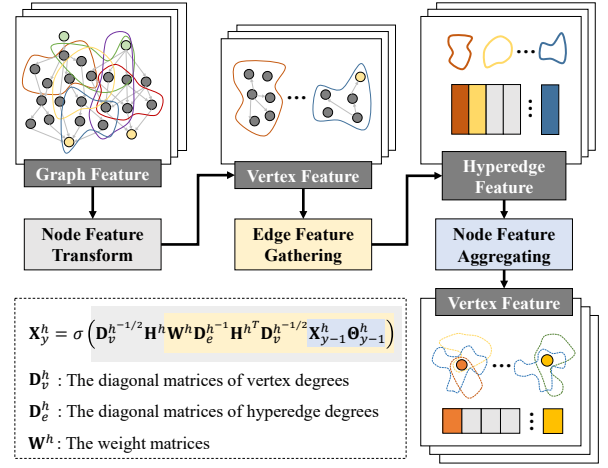 Graph Feature
Vertex Feature
Hyperedge
Feature
Node Feature
Transform
Edge Feature
Gathering
Node Feature
Aggregating
Vertex Feature
𝐗_y^h = σ(𝐃_v^{h^{-1/2}} 𝐇^h 𝐖^h 𝐃_e^{h^{-1}} 𝐇^{h^T} 𝐃_v^{h^{-1/2}} 𝐗_{y-1}^h 𝚯_{y-1}^h)
𝐃_v^h : The diagonal matrices of vertex degrees
𝐃_e^h : The diagonal matrices of hyperedge degrees
𝐖^h : The weight matrices